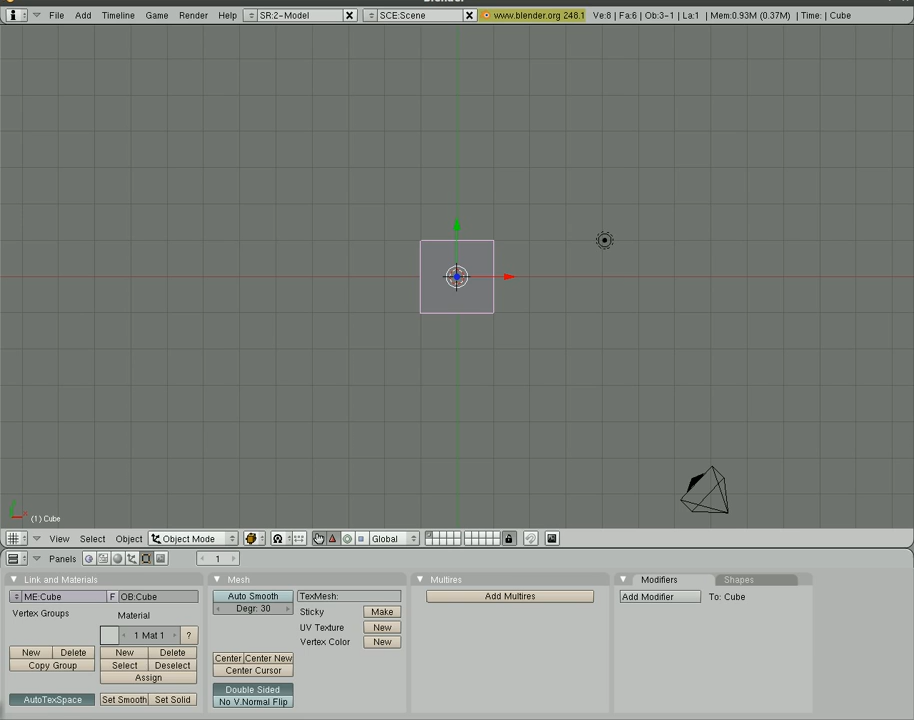 Blender
File Add Timeline Game Render Help SR:2-Model SCE:Scene www.blender.org 248.1 Ve:8 | Fa:6 | Ob:3-1 | La:1 | Mem:0.93M (0.37M) | Time: | Cube
(1) Cube
View Select Object Object Mode Global
Panels 1
Link and Materials Mesh Multires Modifiers Shapes
ME:Cube F OB:Cube Auto Smooth TexMesh: Add Multires Add Modifier To: Cube
Degr: 30
Vertex Groups Material Sticky Make
1 Mat 1 ? UV Texture New
Vertex Color New
New Delete New Delete Center Center New
Copy Group Select Deselect Center Cursor
Assign
Double Sided
AutoTexSpace Set Smooth Set Solid No V.Normal Flip